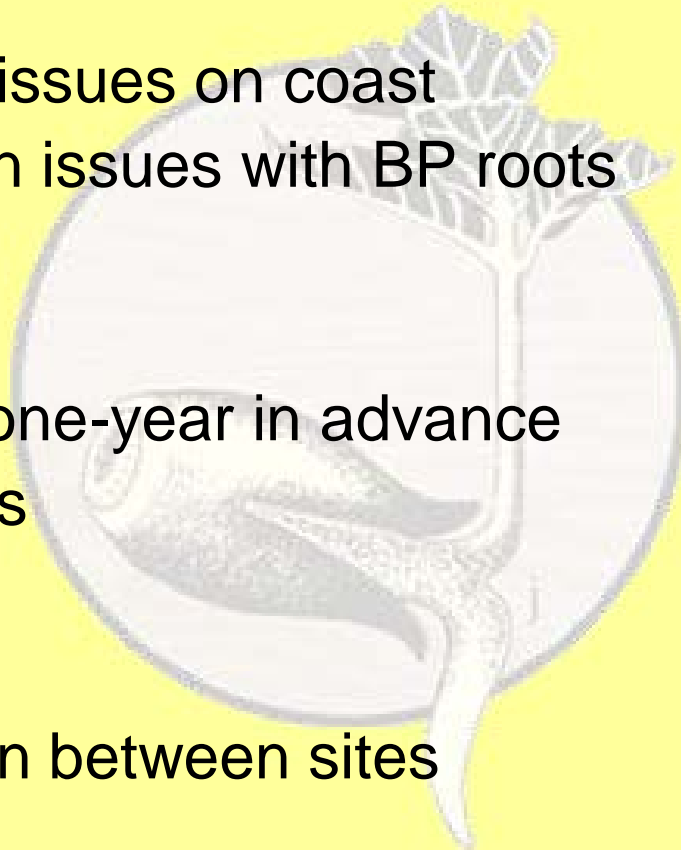 issues on coast
n issues with BP roots
one-year in advance
s
n between sites
j